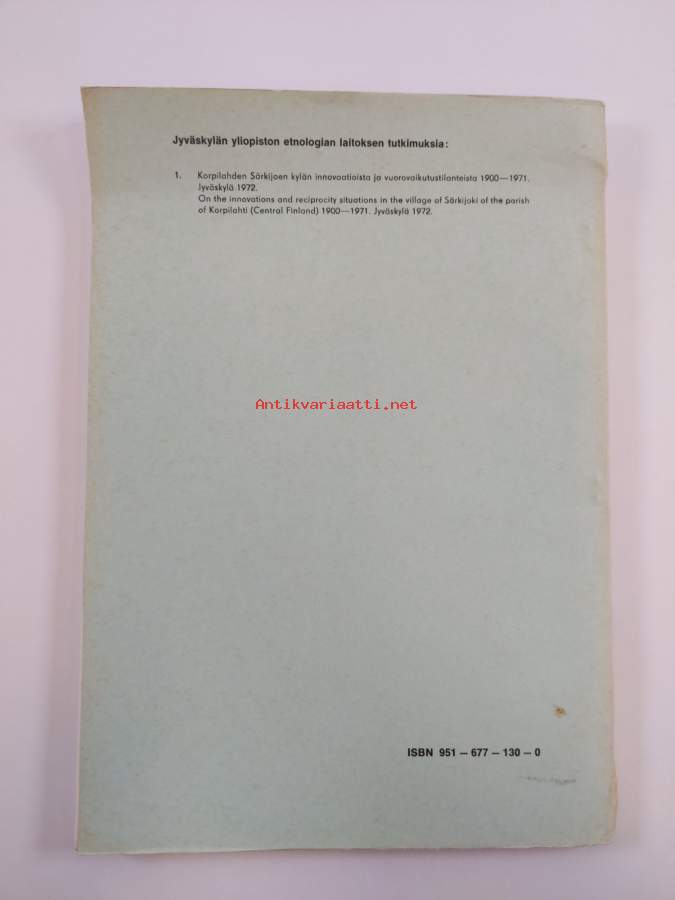 Jyväskylän yliopiston etnologian laitoksen tutkimuksia:
1. Korpilahden Särkijoen kylän innovaatioista ja vuorovaikutustilanteista 1900—1971.
Jyväskylä 1972.
On the innovations and reciprocity situations in the village of Särkijoki of the parish
of Korpilahti (Central Finland) 1900—1971. Jyväskylä 1972.
Antikvariaatti.net
ISBN 951 – 677 – 130 – 0